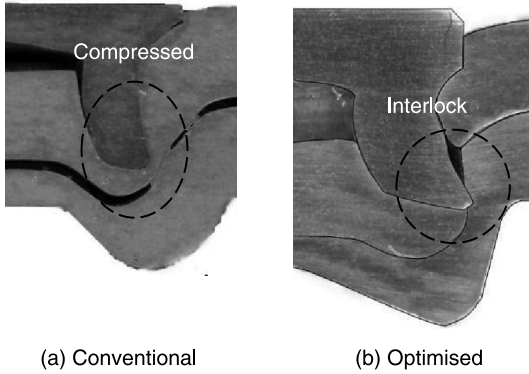 Compressed
Interlock
(a) Conventional
(b) Optimised